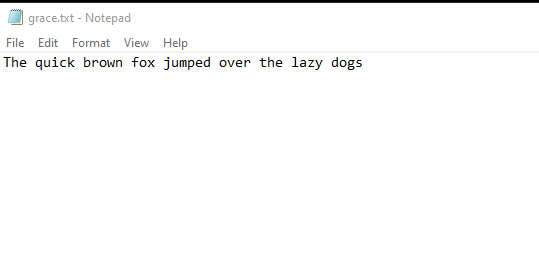 grace.txt - Notepad
File Edit Format View Help
The quick brown fox jumped over the lazy dogs